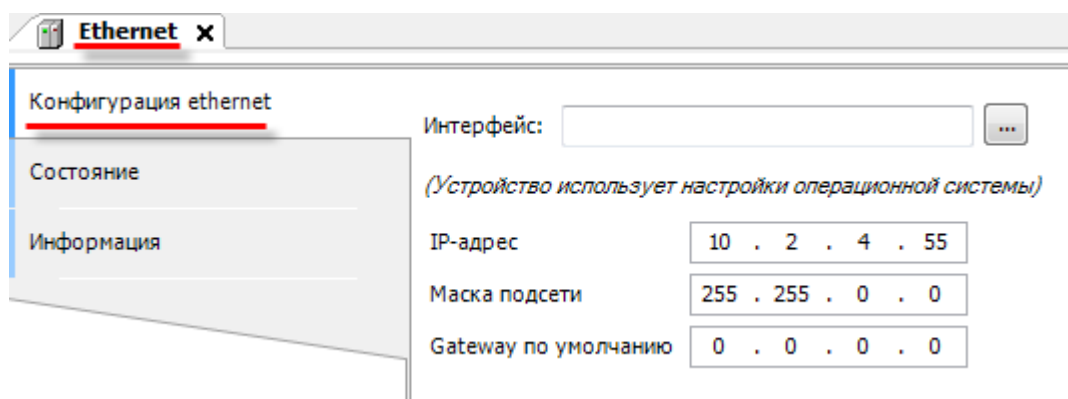 Ethernet x
Конфигурация ethernet
Состояние
Информация
Интерфейс: ...
(Устройство использует настройки операционной системы)
IP-адрес 10 . 2 . 4 . 55
Маска подсети 255 . 255 . 0 . 0
Gateway по умолчанию 0 . 0 . 0 . 0